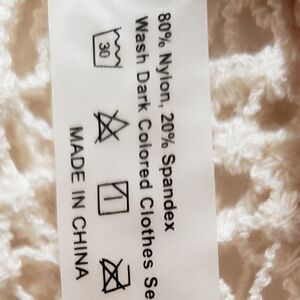 80% Nylon, 20% Spandex
Wash Dark Colored Clothes Se
30
MADE IN CHINA